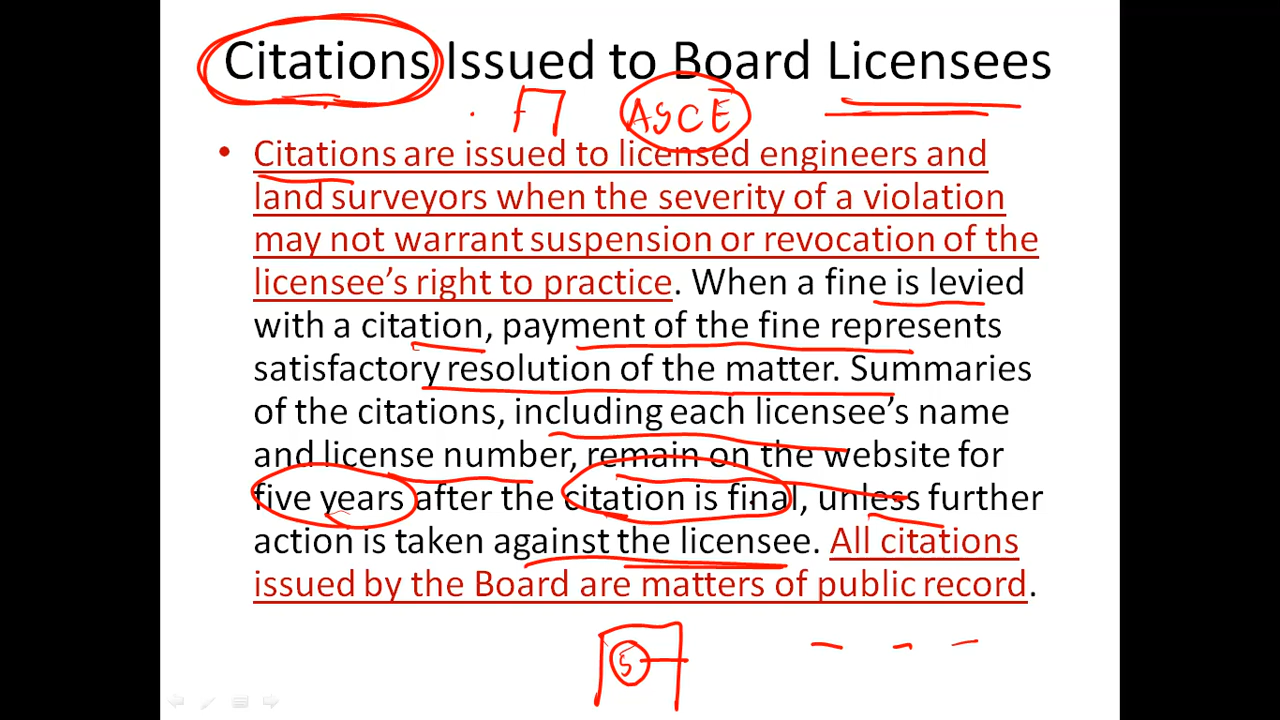 Citations Issued to Board Licensees
ASCE
• Citations are issued to licensed engineers and
land surveyors when the severity of a violation
may not warrant suspension or revocation of the
licensee's right to practice. When a fine is levied
with a citation, payment of the fine represents
satisfactory resolution of the matter. Summaries
of the citations, including each licensee's name
and license number, remain on the website for
five years after the citation is final, unless further
action is taken against the licensee. All citations
issued by the Board are matters of public record.
5